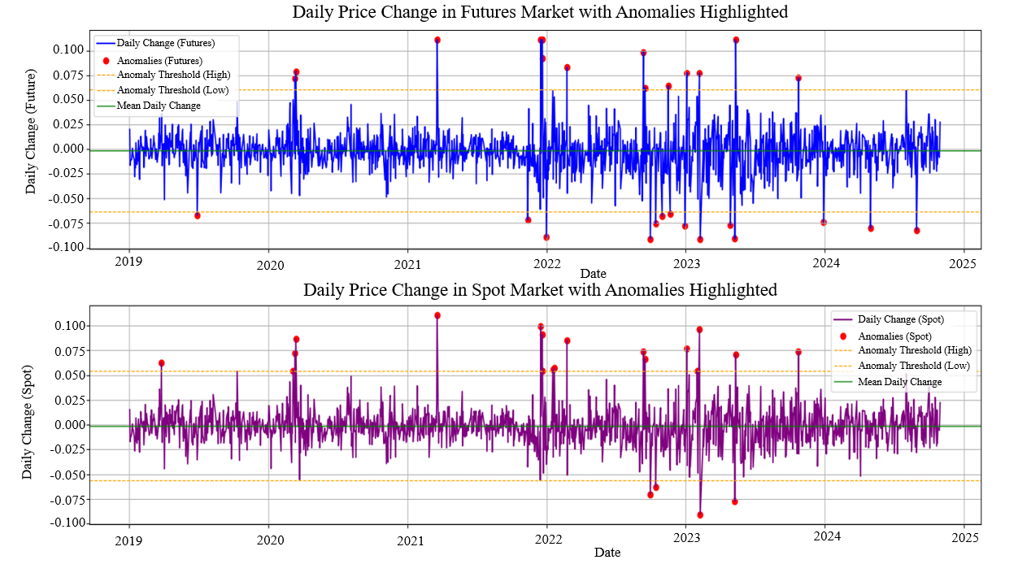 Daily Price Change in Futures Market with Anomalies Highlighted
Daily Change (Future)
0.100
0.075
0.050
0.025
0.000
-0.025
-0.050
-0.075
-0.100
Daily Change (Futures)
Anomalies (Futures)
Anomaly Threshold (High)
Anomaly Threshold (Low)
Mean Daily Change
2019 2020 2021 2022 2023 2024 2025
Date
Daily Price Change in Spot Market with Anomalies Highlighted
Daily Change (Spot)
0.100
0.075
0.050
0.025
0.000
-0.025
-0.050
-0.075
-0.100
Daily Change (Spot)
Anomalies (Spot)
Anomaly Threshold (High)
Anomaly Threshold (Low)
Mean Daily Change
2019 2020 2021 2022 2023 2024 2025
Date